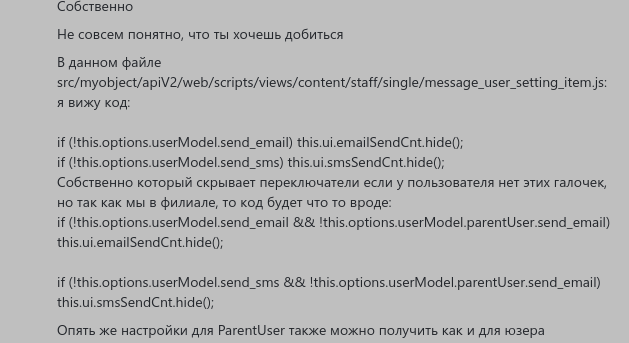 Собственно
Не совсем понятно, что ты хочешь добиться
В данном файле
src/myobject/apiV2/web/scripts/views/content/staff/single/message_user_setting_item.js:
я вижу код:
if (!this.options.userModel.send_email) this.ui.emailSendCnt.hide();
if (!this.options.userModel.send_sms) this.ui.smsSendCnt.hide();
Собственно который скрывает переключатели если у пользователя нет этих галочек,
но так как мы в филиале, то код будет что то вроде:
if (!this.options.userModel.send_email && !this.options.userModel.parentUser.send_email)
this.ui.emailSendCnt.hide();
if (!this.options.userModel.send_sms && !this.options.userModel.parentUser.send_email)
this.ui.smsSendCnt.hide();
Опять же настройки для ParentUser также можно получить как и для юзера